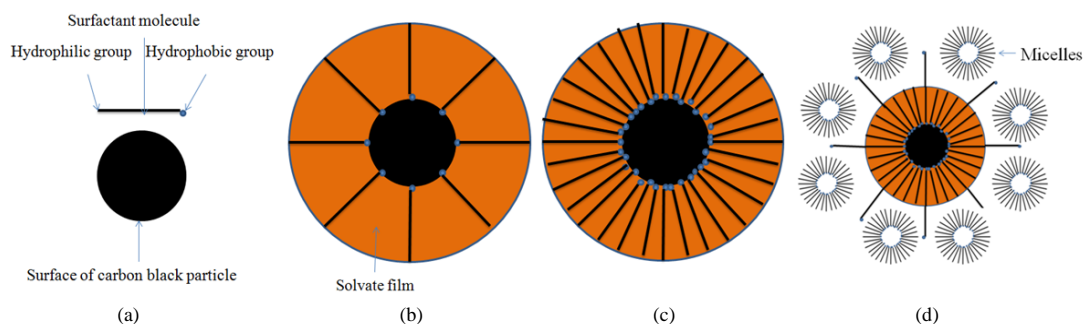 Surfactant molecule
Hydrophilic group
Hydrophobic group
Surface of carbon black particle
Solvate film
Micelles
(a)
(b)
(c)
(d)